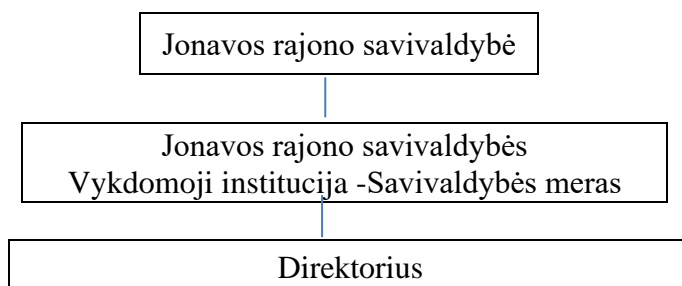 Jonavos rajono savivaldybė
Jonavos rajono savivaldybės
Vykdomoji institucija -Savivaldybės meras
Direktorius